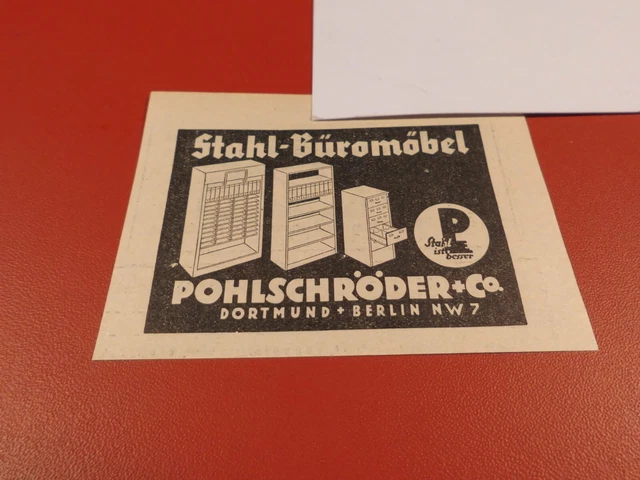 Stahl-Büromöbel
P
Stahl
ist
besser
POHLSCHRÖDER+Co.
DORTMUND + BERLIN NW 7